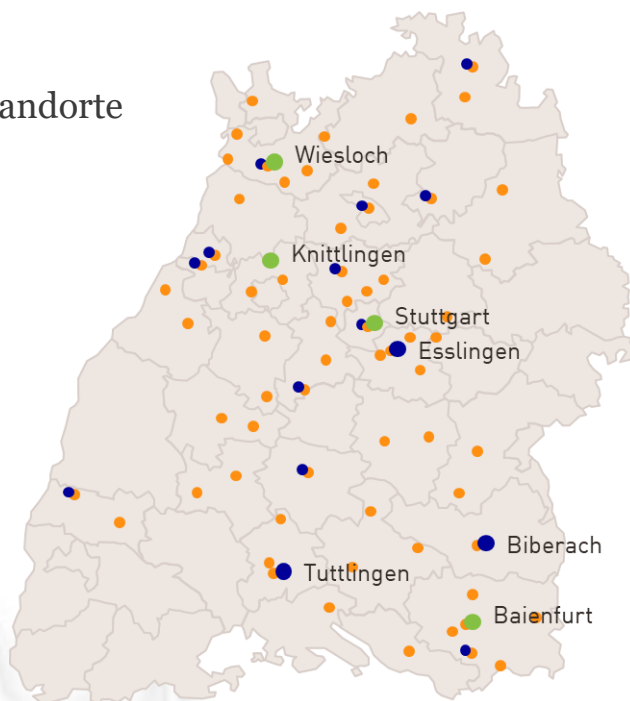 andorte
Wiesloch
Knittlingen
Stuttgart
Esslingen
Biberach
Tuttlingen
Baienfurt